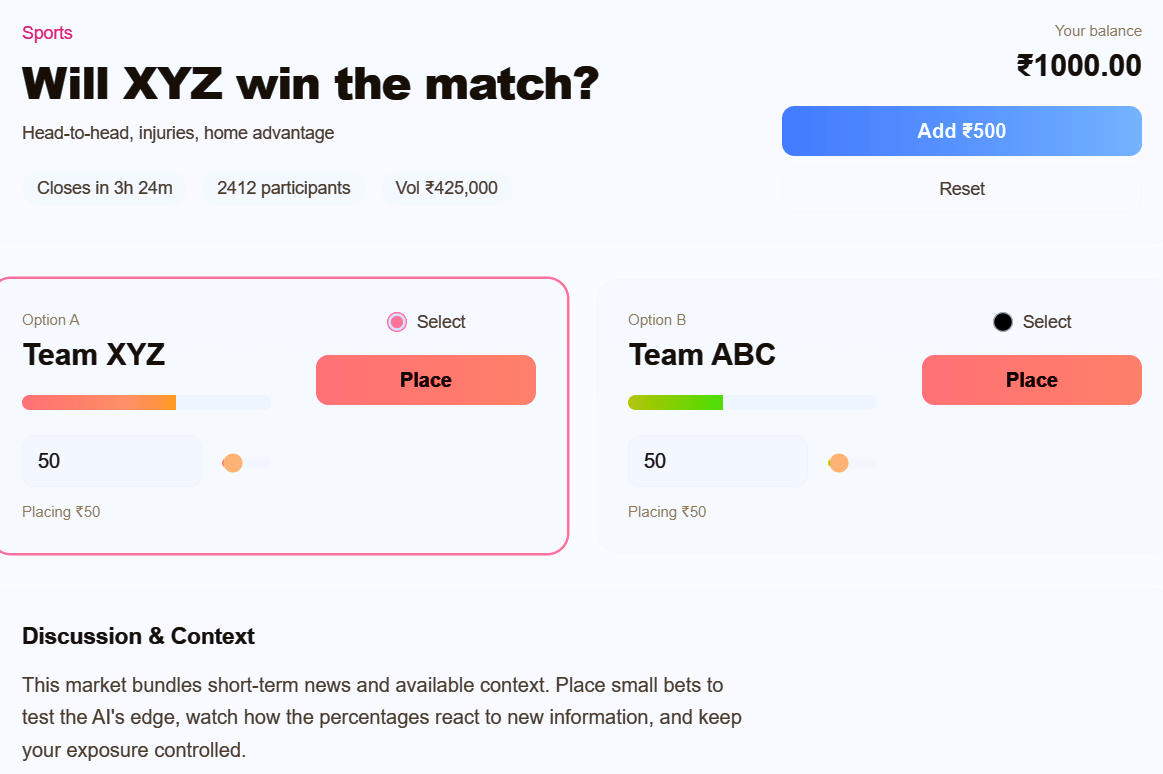 Sports
Will XYZ win the match?
Head-to-head, injuries, home advantage
Closes in 3h 24m
2412 participants
Vol ₹425,000
Your balance
₹1000.00
Add ₹500
Reset
Option A
Team XYZ
Select
Place
50
Placing ₹50
Option B
Team ABC
Select
Place
50
Placing ₹50
Discussion & Context
This market bundles short-term news and available context. Place small bets to
test the AI's edge, watch how the percentages react to new information, and keep
your exposure controlled.